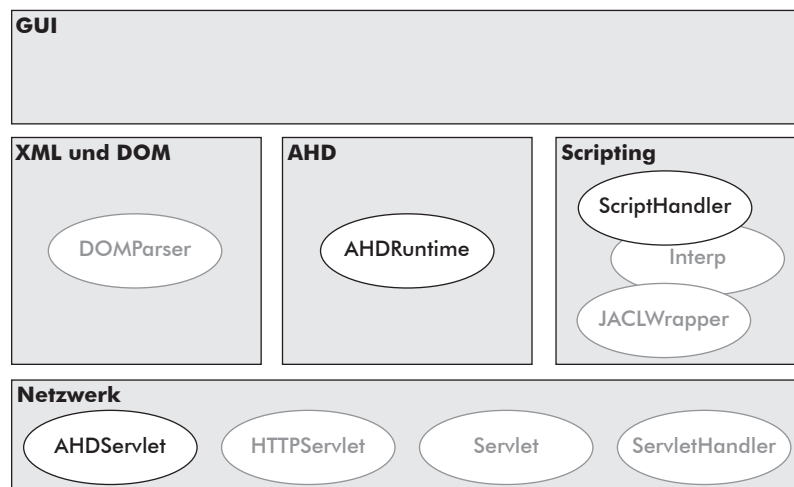 GUI
XML und DOM
DOMParser
AHD
AHDRuntime
Scripting
ScriptHandler
Interp
JACLWrapper
Netzwerk
AHDServlet
HTTPServlet
Servlet
ServletHandler